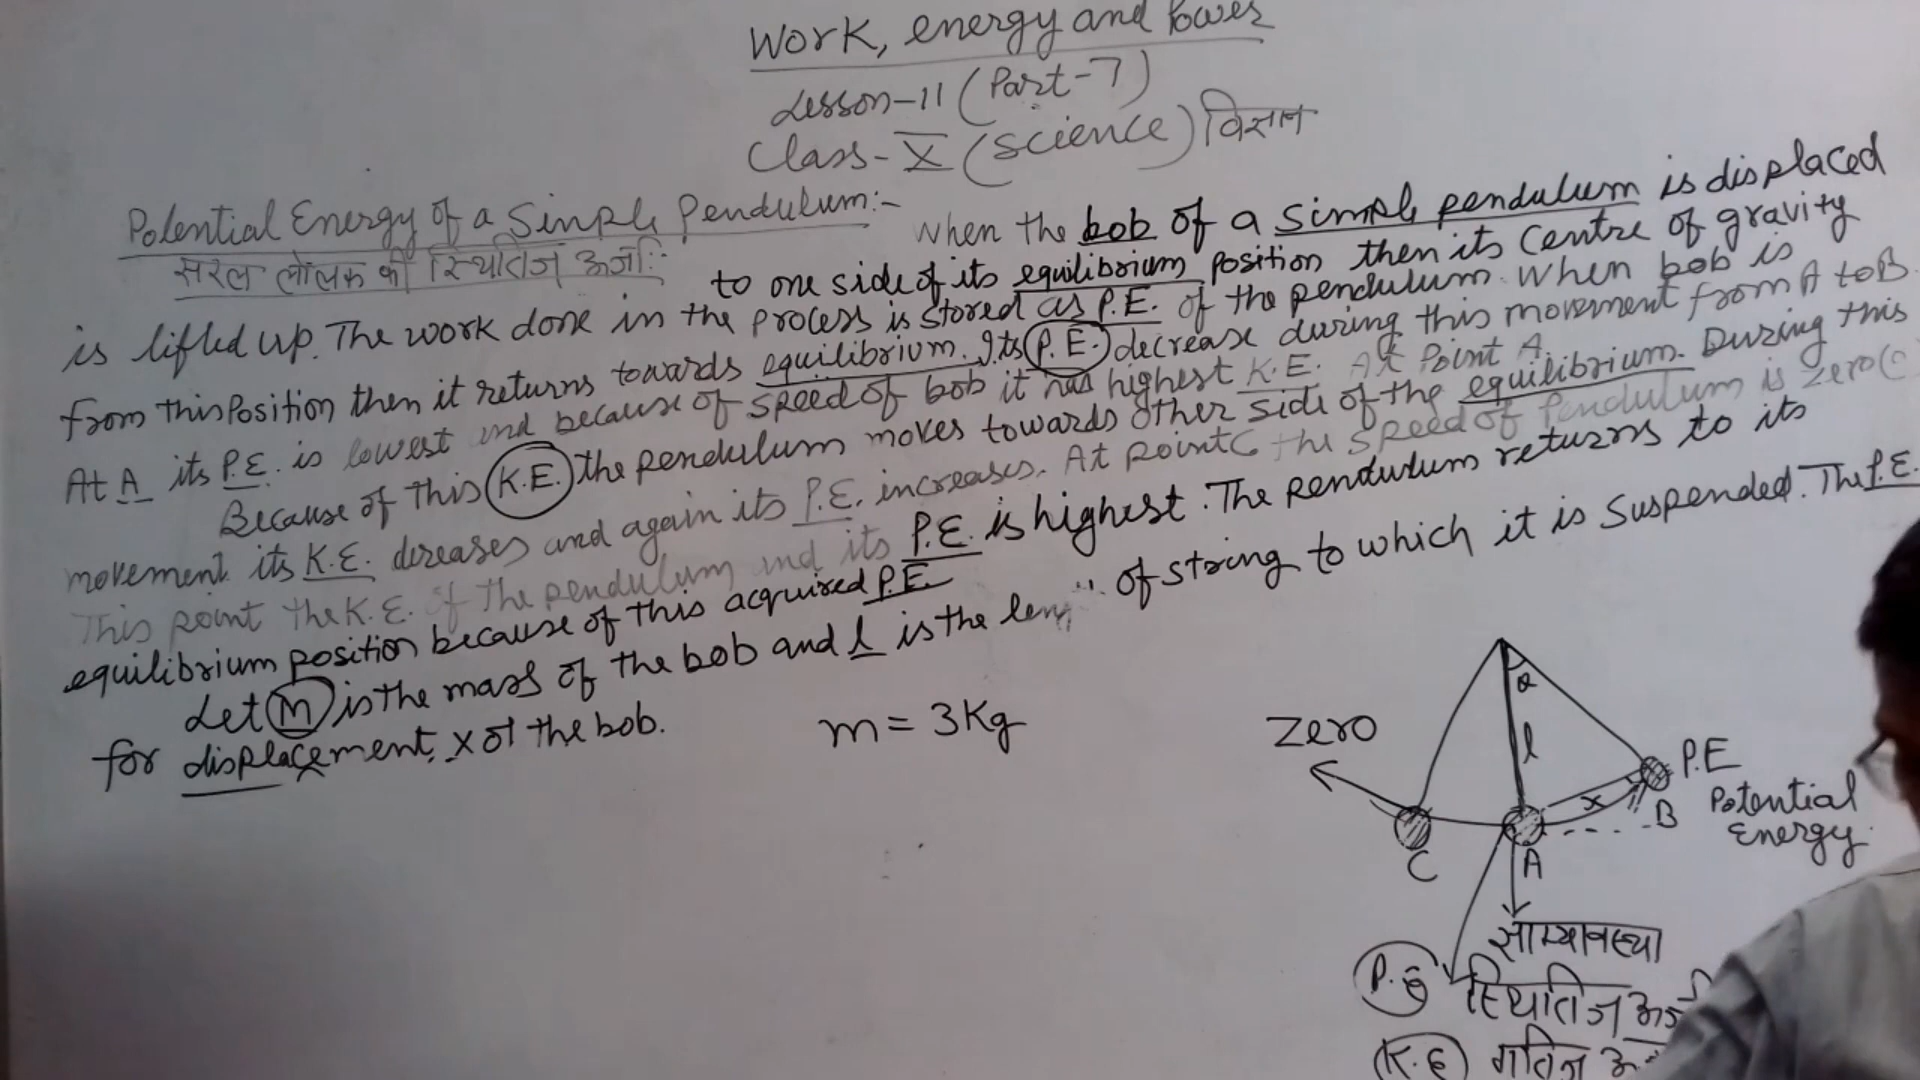 Work, energy and Power
Lesson-11 (Part-7)
Class-X (Science) विज्ञान
Potential Energy of a Simple Pendulum:-
सरल लोलक की स्थितिज ऊर्जा:-
When the bob of a simple pendulum is displaced
to one side of its equilibrium position then its Centre of gravity
is lifted up. The work done in the process is stored as P.E. of the pendulum. When bob is
from this Position then it returns towards equilibrium. Its P.E. decrease during this movement from A to B.
At A its P.E. is lowest and because of speed of bob it has highest K.E. At Point A
Because of this K.E. the pendulum moves towards other side of the equilibrium. During this
movement its K.E. decreases and again its P.E. increases. At point C the speed of Pendulum is Zero (
This point the K.E. of the pendulum and its P.E. is highest. The Pendulum returns to its
equilibrium position because of this acquired P.E.
Let M is the mass of the bob and l is the of string to which it is suspended. The P.E.
for displacement x of the bob.
m = 3Kg
Zero
l
P.E
x
B
Potential
Energy
C
A
साम्यावस्था
P.E स्थितिज
K.E गतिज